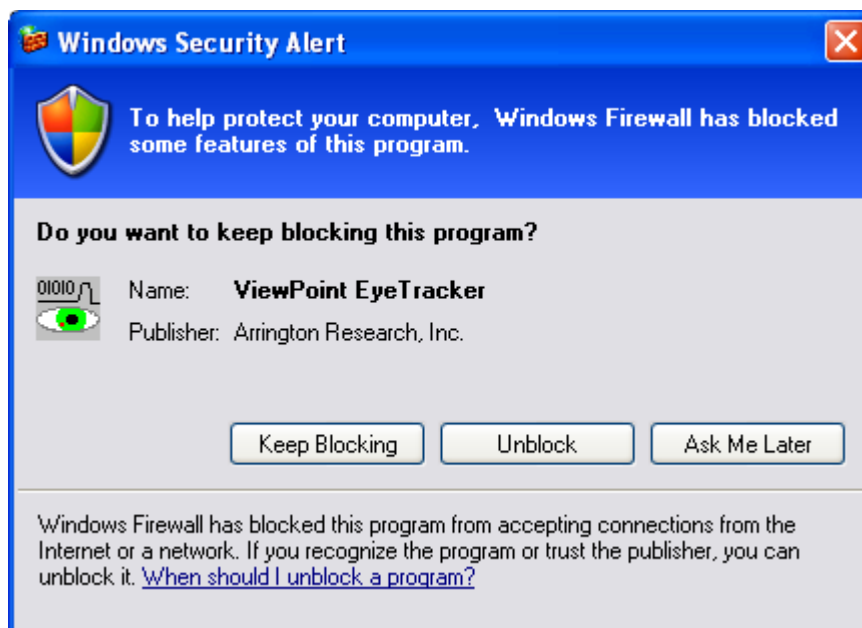 Windows Security Alert
To help protect your computer, Windows Firewall has blocked
some features of this program.
Do you want to keep blocking this program?
01010
Name: ViewPoint EyeTracker
Publisher: Arrington Research, Inc.
Keep Blocking Unblock Ask Me Later
Windows Firewall has blocked this program from accepting connections from the
Internet or a network. If you recognize the program or trust the publisher, you can
unblock it. When should I unblock a program?